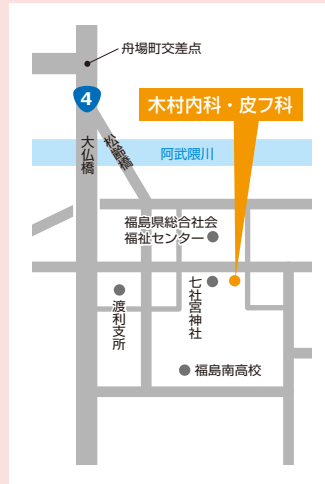 舟場町交差点
4
木村内科・皮フ科
大仏橋
松齢橋
阿武隈川
福島県総合社会
福祉センター
七社宮神社
渡利支所
福島南高校